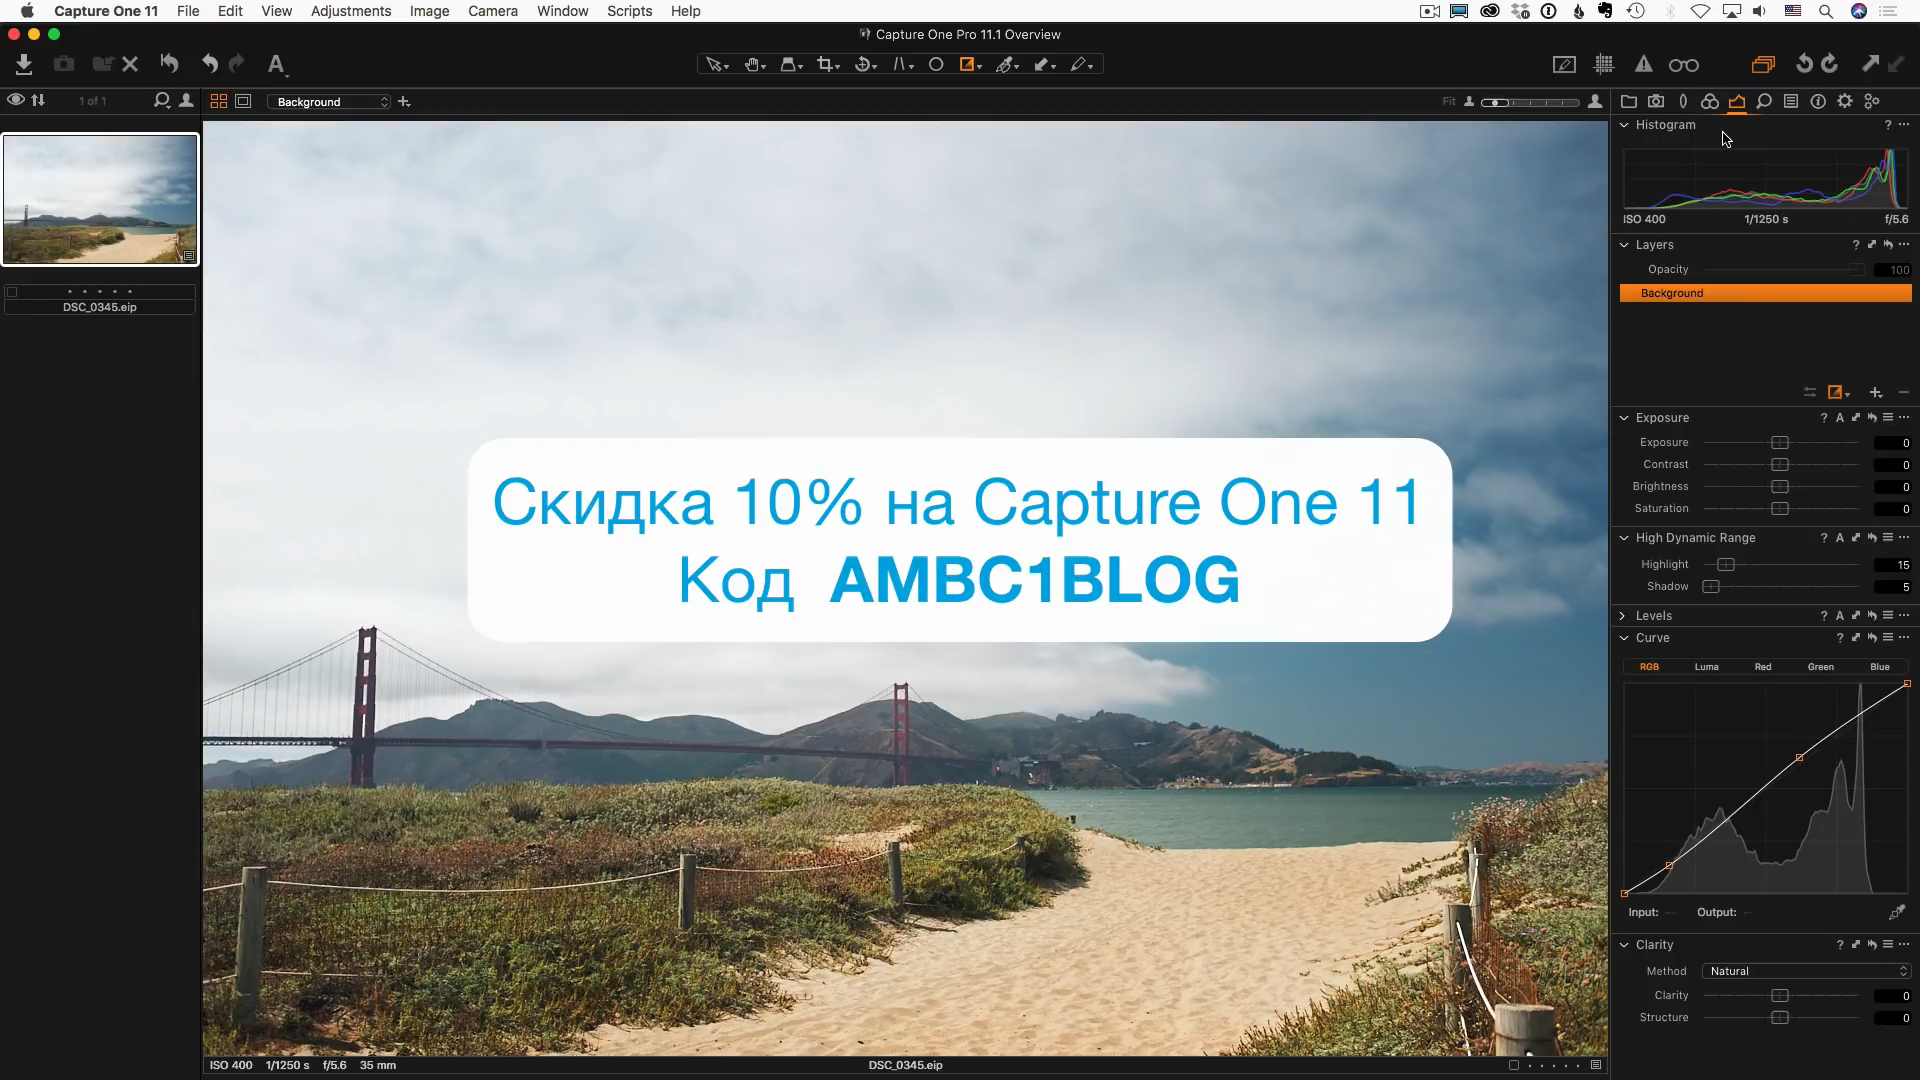 Capture One 11 File Edit View Adjustments Image Camera Window Scripts Help
Capture One Pro 11.1 Overview
1 of 1
Background
Fit
DSC_0345.eip
Скидка 10% на Capture One 11
Код AMBC1BLOG
ISO 400 1/1250 s f/5.6 35 mm
DSC_0345.eip
Histogram
ISO 400 1/1250 s f/5.6
Layers
Opacity 100
Background
Exposure
Exposure 0
Contrast 0
Brightness 0
Saturation 0
High Dynamic Range
Highlight 15
Shadow 5
Levels
Curve
RGB Luma Red Green Blue
Input: -- Output: --
Clarity
Method Natural
Clarity 0
Structure 0